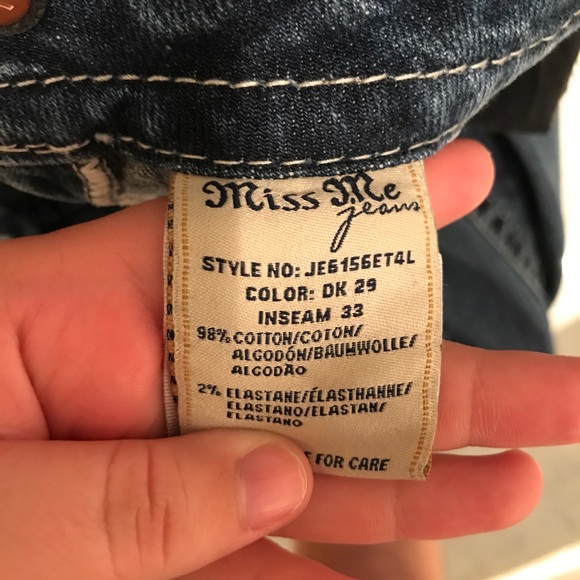 Miss Me
jeans
STYLE NO: JE6156ET4L
COLOR: DK 29
INSEAM 33
98% COTTON/COTON/
ALGODÓN/BAUMWOLLE/
ALGODÃO
2% ELASTANE/ÉLASTHANNE/
ELASTANO/ELASTAN/
ELASTANO
FOR CARE